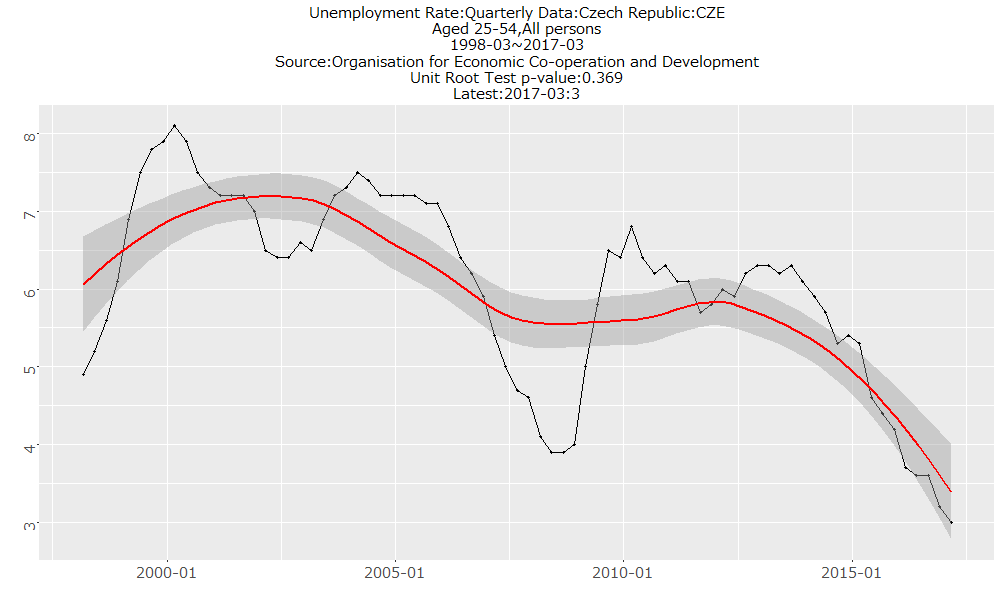 Unemployment Rate:Quarterly Data:Czech Republic:CZE
Aged 25-54,All persons
1998-03~2017-03
Source:Organisation for Economic Co-operation and Development
Unit Root Test p-value:0.369
Latest:2017-03:3
8
7
6
5
4
3
2000-01 2005-01 2010-01 2015-01